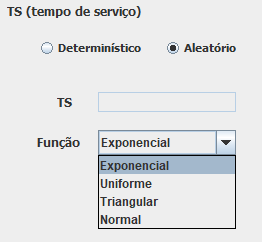 TS (tempo de serviço)
Determinístico Aleatório
TS
Função Exponencial
Exponencial
Uniforme
Triangular
Normal